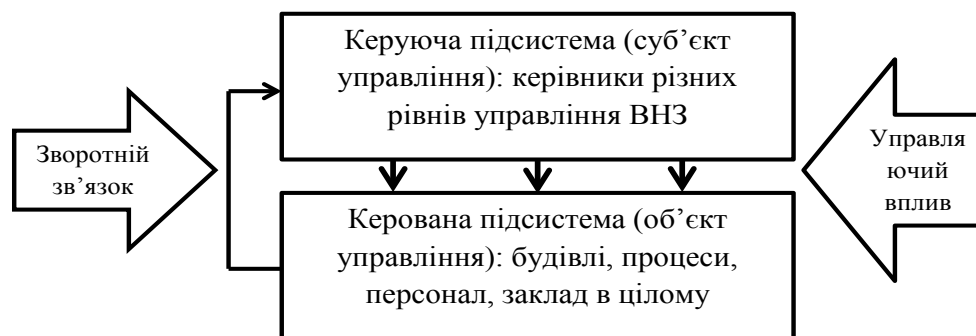 Керуюча підсистема (суб’єкт
управління): керівники різних
рівнів управління ВНЗ
Зворотній
зв’язок
Управля
ючий
вплив
Керована підсистема (об’єкт
управління): будівлі, процеси,
персонал, заклад в цілому